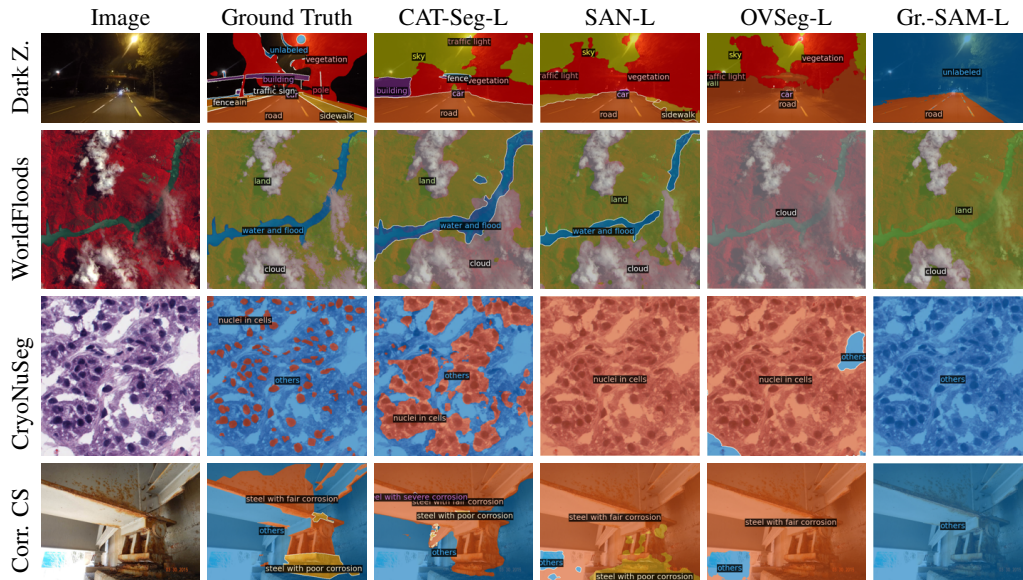 Image Ground Truth CAT-Seg-L SAN-L OVSeg-L Gr.-SAM-L
Dark Z.
unlabeled
vegetation
building
traffic sign
car
pole
fence
road
sidewalk
traffic light
sky
fence
vegetation
building
car
road
sky
traffic light
vegetation
car
road
sidewalk
sky
vegetation
traffic light
wall
car
road
unlabeled
road
WorldFloods
land
water and flood
cloud
land
water and flood
cloud
land
water and flood
cloud
cloud
land
cloud
CryoNuSeg
nuclei in cells
others
others
nuclei in cells
nuclei in cells
others
nuclei in cells
others
Corr. CS
steel with fair corrosion
others
steel with poor corrosion
steel with severe corrosion
steel with fair corrosion
steel with poor corrosion
others
steel with fair corrosion
others
steel with poor corrosion
steel with fair corrosion
others
others